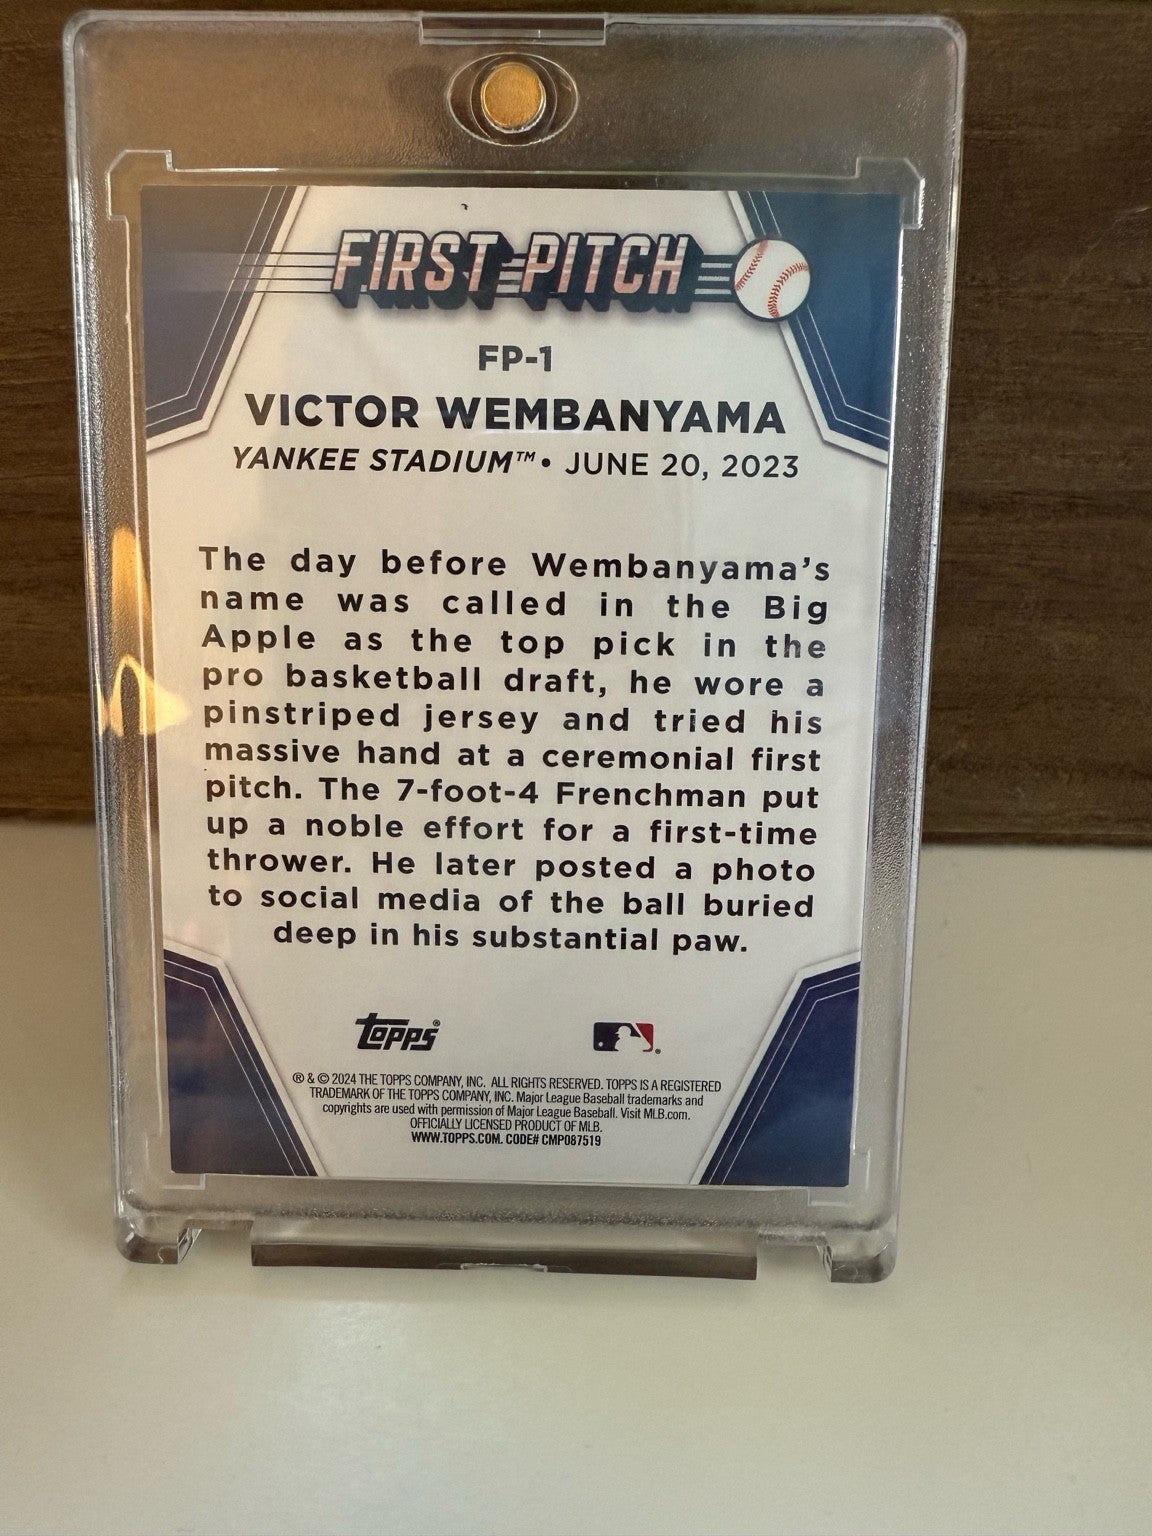 FIRST PITCH
FP-1
VICTOR WEMBANYAMA
YANKEE STADIUM™ • JUNE 20, 2023
The day before Wembanyama's
name was called in the Big
Apple as the top pick in the
pro basketball draft, he wore a
pinstriped jersey and tried his
massive hand at a ceremonial first
pitch. The 7-foot-4 Frenchman put
up a noble effort for a first-time
thrower. He later posted a photo
to social media of the ball buried
deep in his substantial paw.
Topps®
®
® & © 2024 THE TOPPS COMPANY, INC. ALL RIGHTS RESERVED. TOPPS IS A REGISTERED
TRADEMARK OF THE TOPPS COMPANY, INC. Major League Baseball trademarks and
copyrights are used with permission of Major League Baseball. Visit MLB.com.
OFFICIALLY LICENSED PRODUCT OF MLB.
WWW.TOPPS.COM. CODE# CMP087519